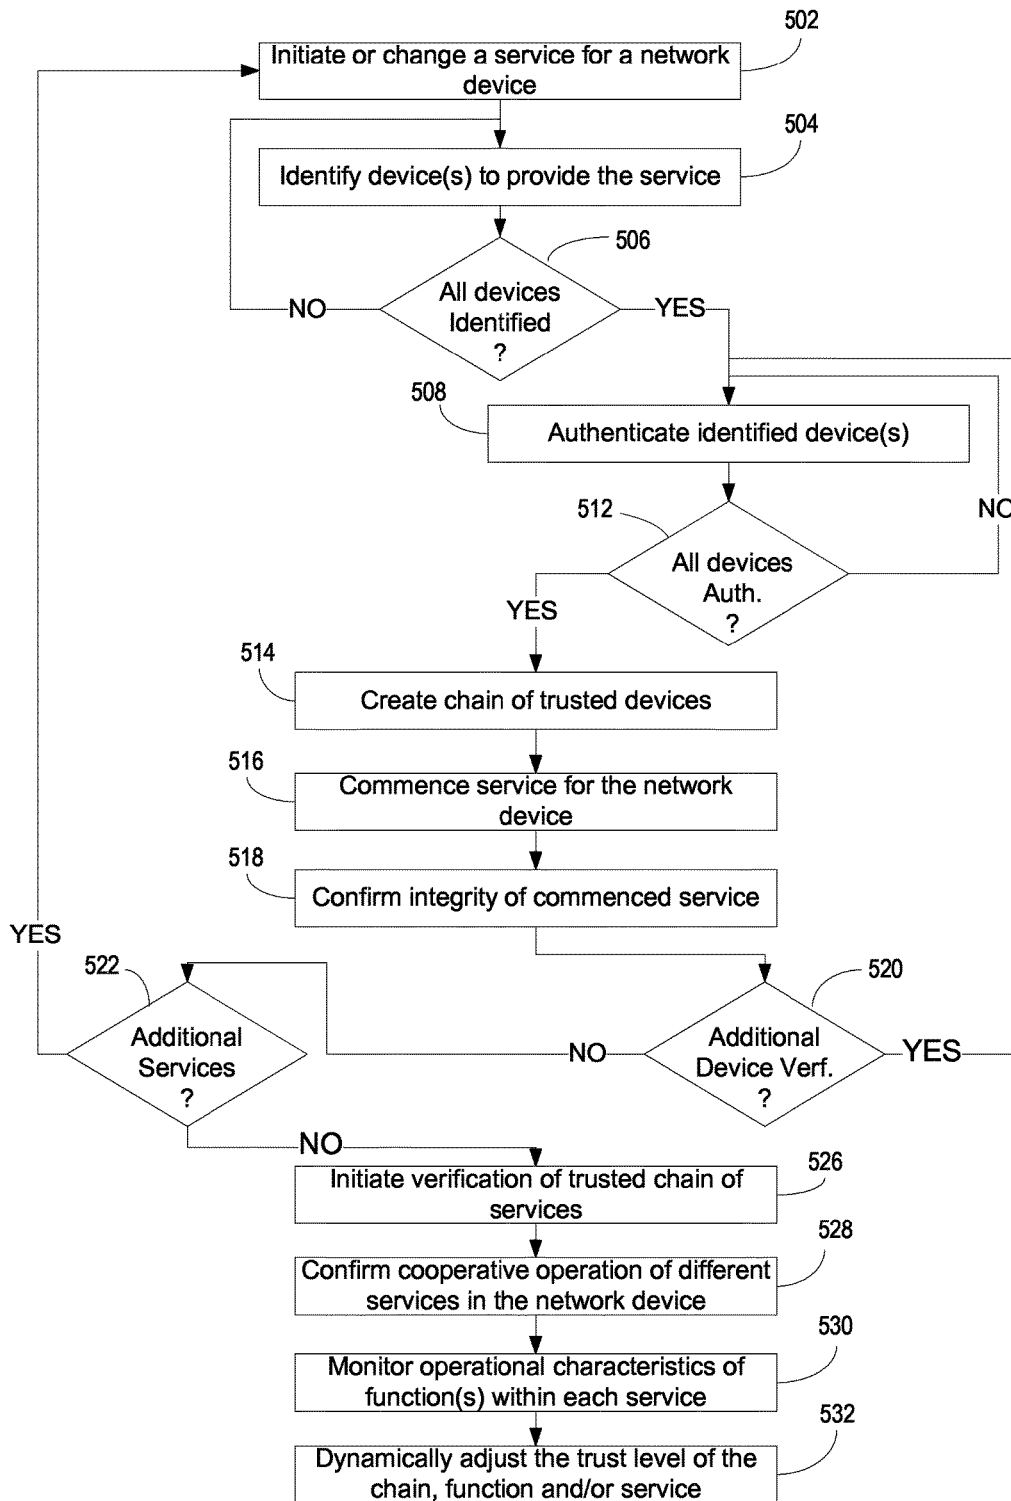 502
Initiate or change a service for a network
device
504
Identify device(s) to provide the service
506
All devices
Identified
?
NO
YES
508
Authenticate identified device(s)
512
NO
All devices
Auth.
?
YES
514
Create chain of trusted devices
516
Commence service for the network
device
518
Confirm integrity of commenced service
YES
522
520
Additional
Services
?
NO
Additional
Device Verf.
?
YES
NO
526
Initiate verification of trusted chain of
services
528
Confirm cooperative operation of different
services in the network device
530
Monitor operational characteristics of
function(s) within each service
532
Dynamically adjust the trust level of the
chain, function and/or service